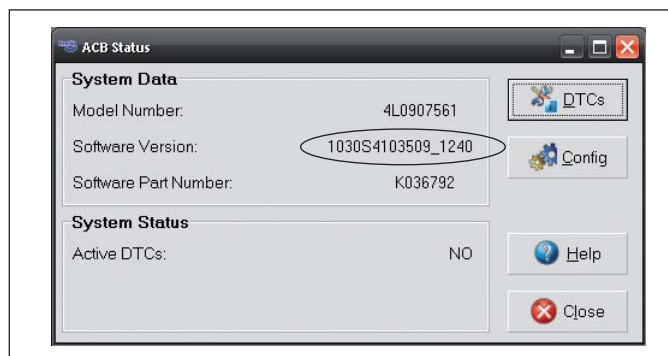 ACB Status
System Data
Model Number: 4L0907561
Software Version: 1030S4103509_1240
Software Part Number: K036792
System Status
Active DTCs: NO
DTCs
Config
Help
Close